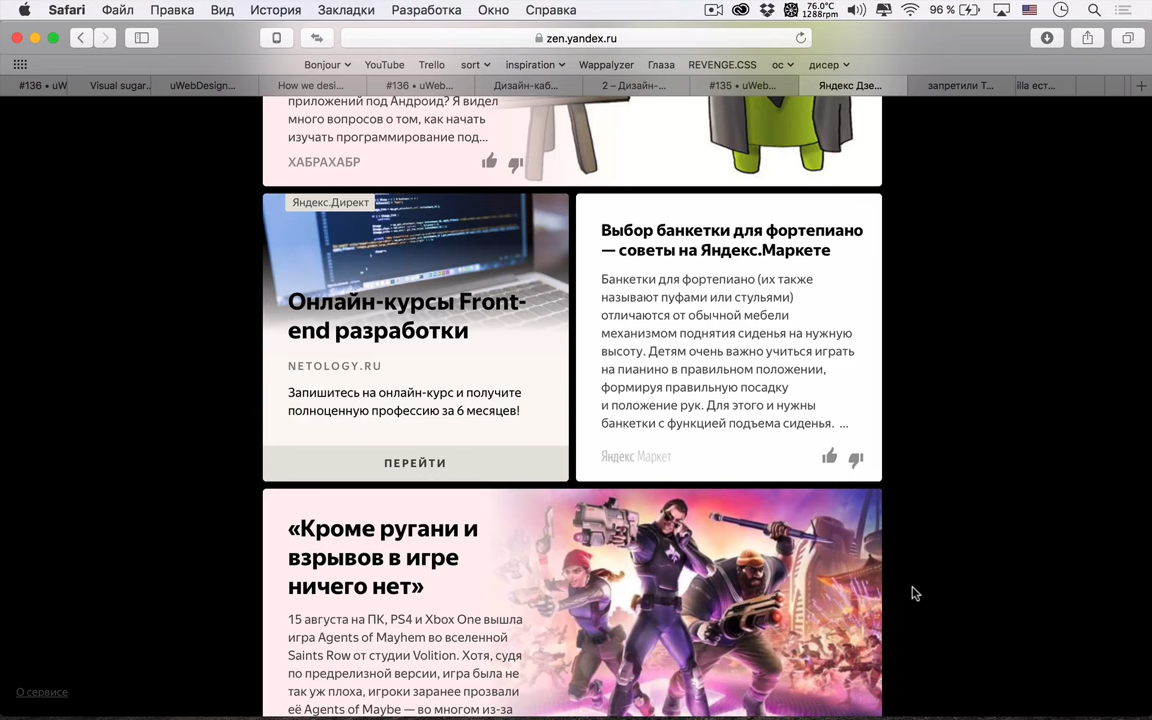 Safari Файл Правка Вид История Закладки Разработка Окно Справка 76.0°C 1288rpm 96 %
zen.yandex.ru
Bonjour YouTube Trello sort inspiration Wappalyzer Глаза REVENGE.CSS ос дисер
#136 • uW Visual sugar.. uWebDesign... How we desi... #136 • uWeb... Дизайн-каб... 2 – Дизайн-... #135 • uWeb... Яндекс Дзе... запретили T... illa ест...
приложений под Андроид? Я видел
много вопросов о том, как начать
изучать программирование под...
ХАБРАХАБР
Яндекс.Директ
Онлайн-курсы Front-
end разработки
NETOLOGY.RU
Запишитесь на онлайн-курс и получите
полноценную профессию за 6 месяцев!
ПЕРЕЙТИ
Выбор банкетки для фортепиано
— советы на Яндекс.Маркете
Банкетки для фортепиано (их также
называют пуфами или стульями)
отличаются от обычной мебели
механизмом поднятия сиденья на нужную
высоту. Детям очень важно учиться играть
на пианино в правильном положении,
формируя правильную посадку
и положение рук. Для этого и нужны
банкетки с функцией подъема сиденья. ...
Яндекс Маркет
«Кроме ругани и
взрывов в игре
ничего нет»
15 августа на ПК, PS4 и Xbox One вышла
игра Agents of Mayhem во вселенной
Saints Row от студии Volition. Хотя, судя
по предрелизной версии, игра была не
так уж плоха, игроки заранее прозвали
её Agents of Maybe — во многом из-за
О сервисе